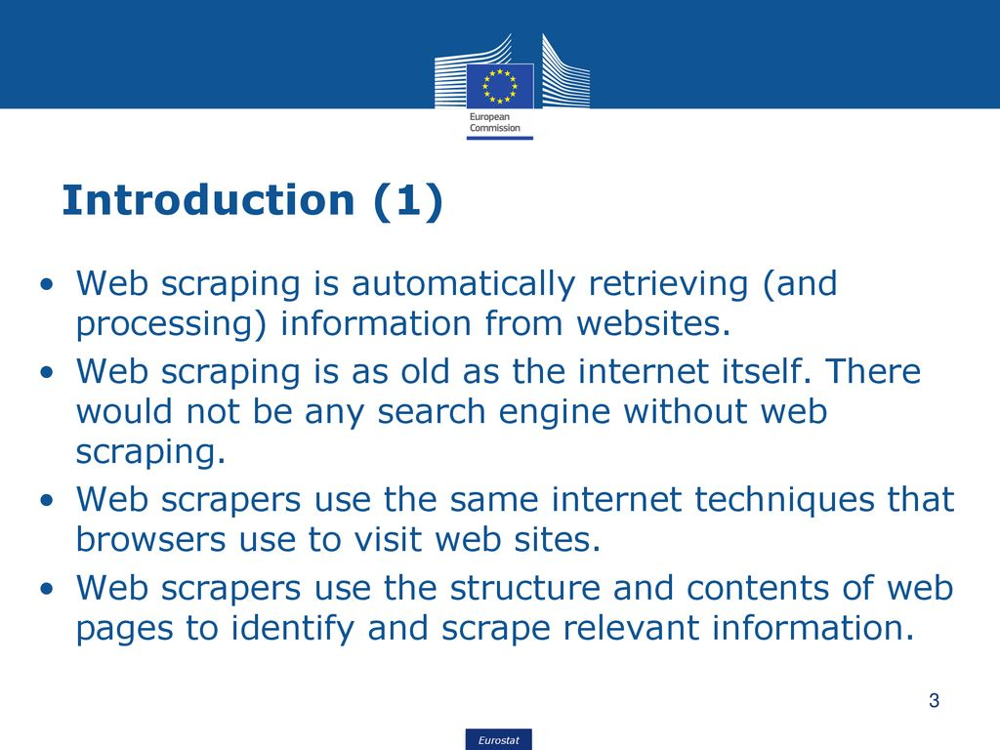 European
Commission
Introduction (1)
• Web scraping is automatically retrieving (and
processing) information from websites.
• Web scraping is as old as the internet itself. There
would not be any search engine without web
scraping.
• Web scrapers use the same internet techniques that
browsers use to visit web sites.
• Web scrapers use the structure and contents of web
pages to identify and scrape relevant information.
3
Eurostat